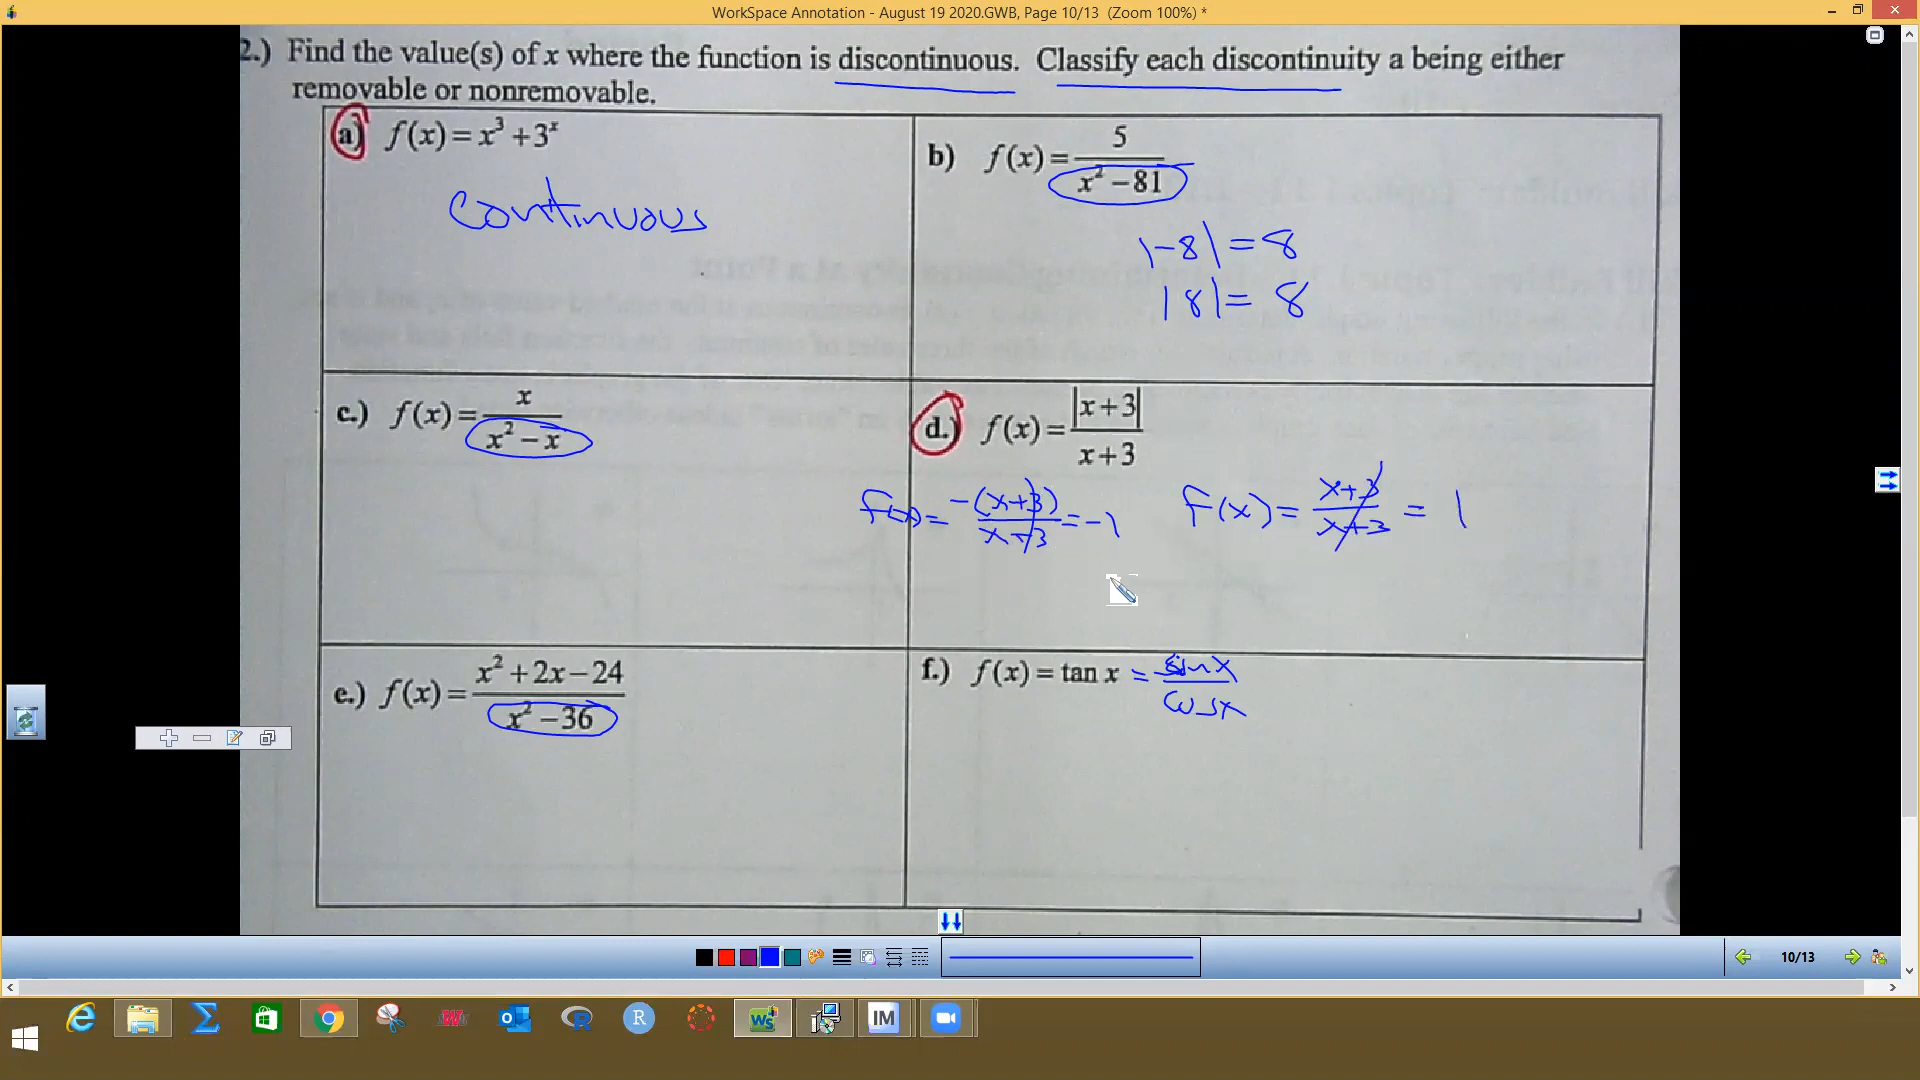 WorkSpace Annotation - August 19 2020.GWB, Page 10/13 (Zoom 100%) *
2.) Find the value(s) of x where the function is discontinuous. Classify each discontinuity a being either
removable or nonremovable.
a) f(x) = x³ + 3ˣ
continuous
b) f(x) = 5 / (x² − 81)
|−8| = 8
|8| = 8
c.) f(x) = x / (x² − x)
d.) f(x) = |x+3| / (x+3)
f(x) = −(x+3) / (x+3) = −1
f(x) = (x+3) / (x+3) = 1
e.) f(x) = (x² + 2x − 24) / (x² − 36)
f.) f(x) = tan x = sin x / cos x
10/13
WS
IM